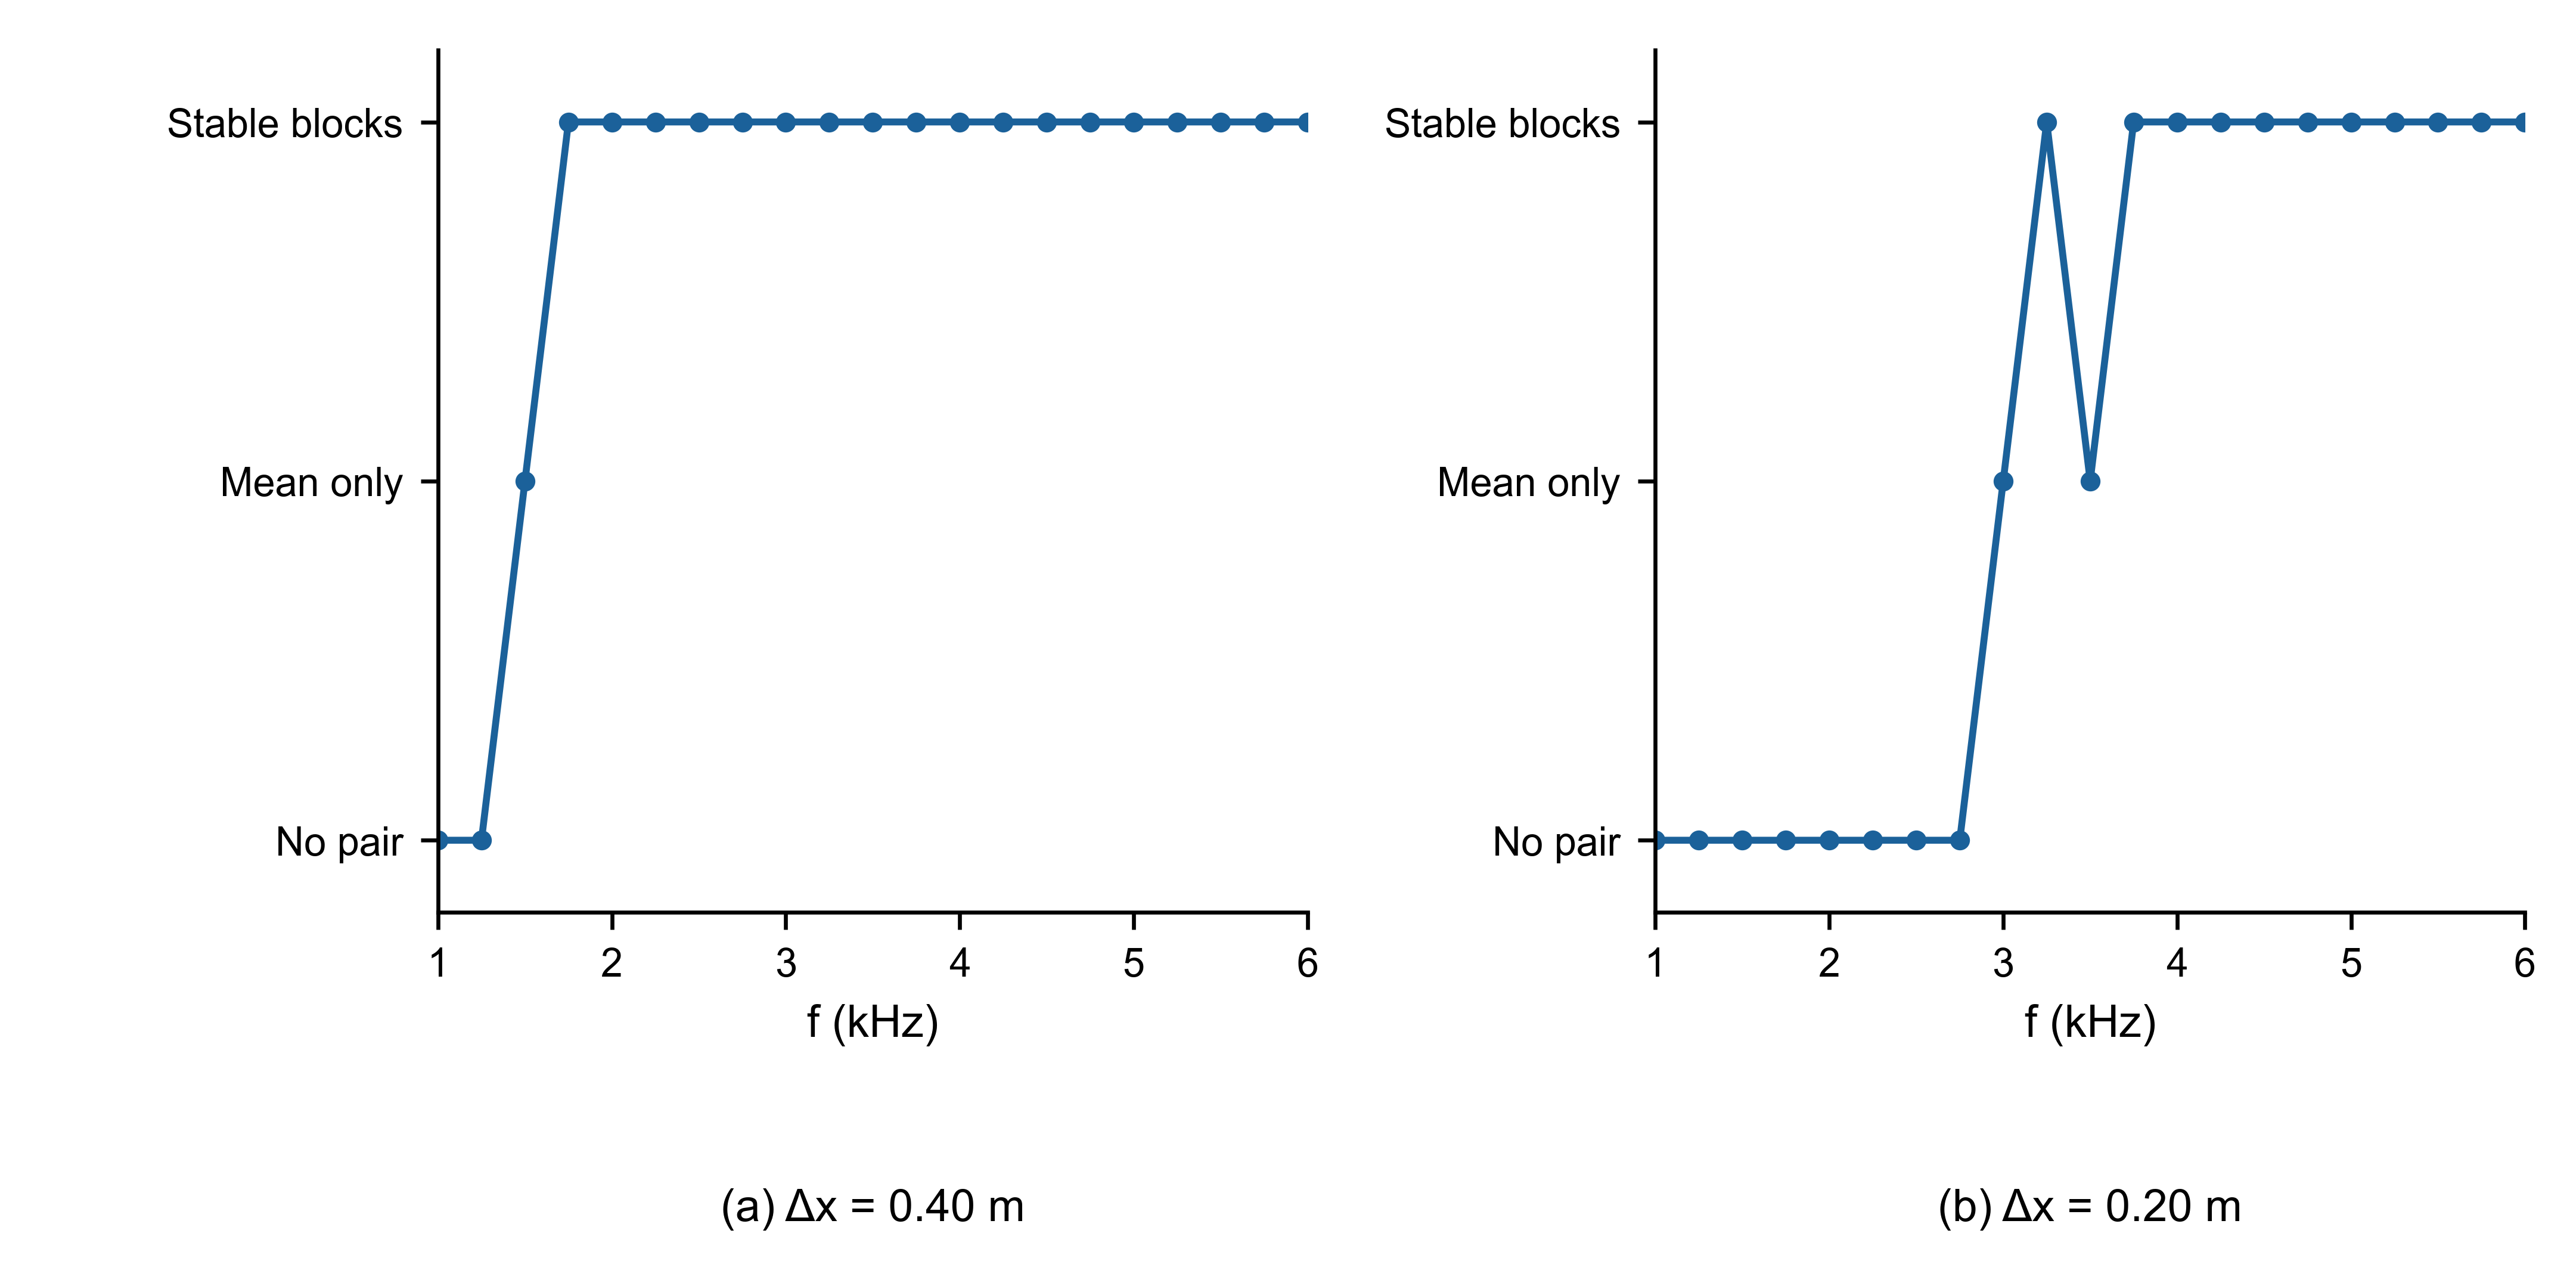 Stable blocks
Mean only
No pair
1 2 3 4 5 6
f (kHz)
(a) Δx = 0.40 m
Stable blocks
Mean only
No pair
1 2 3 4 5 6
f (kHz)
(b) Δx = 0.20 m